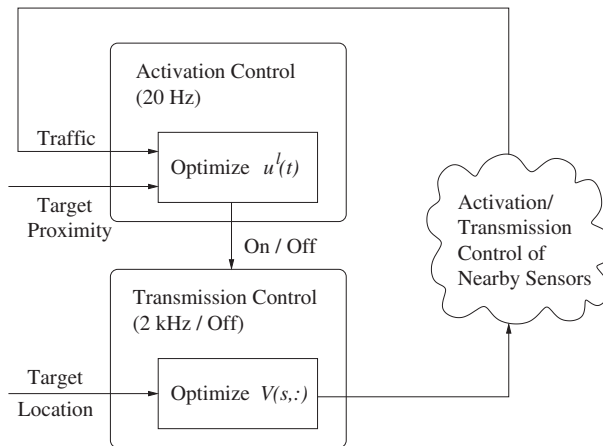 Activation Control
(20 Hz)
Traffic
Optimize u^l(t)
Target
Proximity
On / Off
Activation/
Transmission
Control of
Nearby Sensors
Transmission Control
(2 kHz / Off)
Target
Location
Optimize V(s,:)